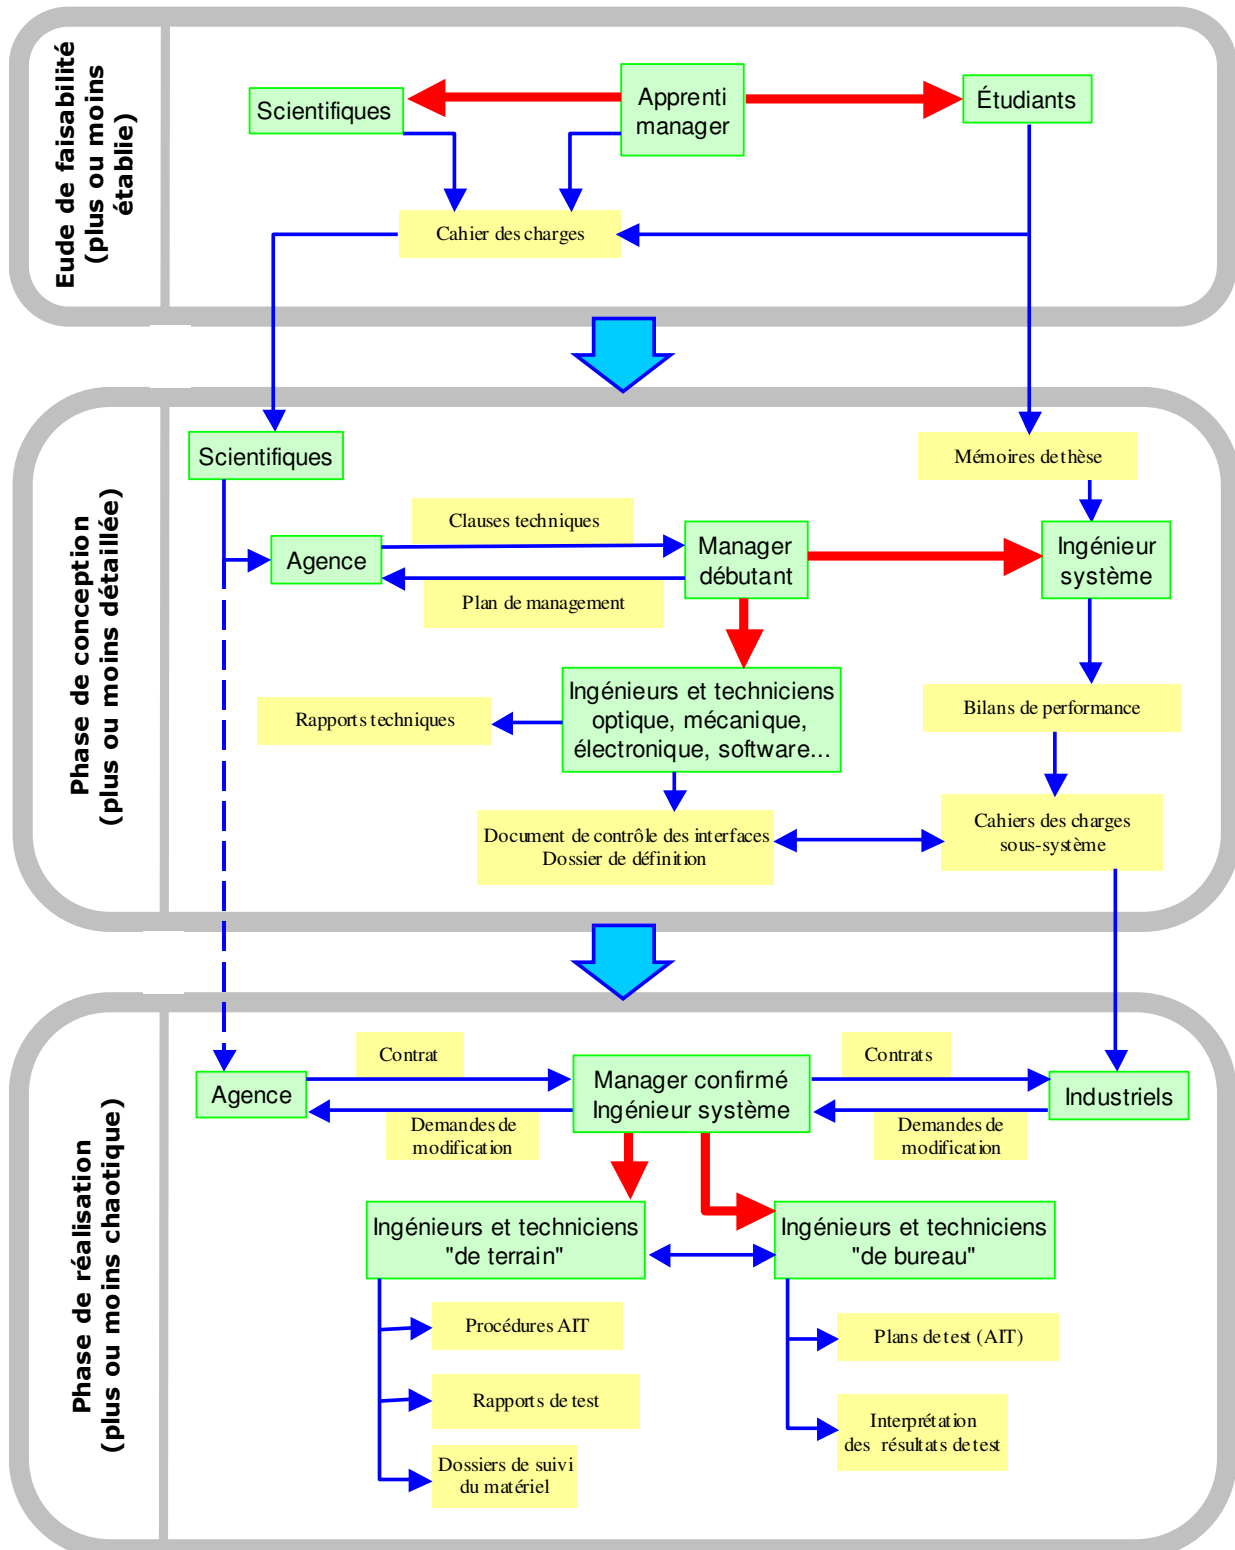 Eude de faisabilité
(plus ou moins
établie)
Scientifiques
Apprenti
manager
Étudiants
Cahier des charges
Phase de conception
(plus ou moins détaillée)
Scientifiques
Mémoires de thèse
Clauses techniques
Agence
Manager
débutant
Ingénieur
système
Plan de management
Ingénieurs et techniciens
optique, mécanique,
électronique, software...
Rapports techniques
Bilans de performance
Document de contrôle des interfaces
Dossier de définition
Cahiers des charges
sous-système
Phase de réalisation
(plus ou moins chaotique)
Contrat
Contrats
Agence
Manager confirmé
Ingénieur système
Industriels
Demandes de
modification
Demandes de
modification
Ingénieurs et techniciens
"de terrain"
Ingénieurs et techniciens
"de bureau"
Procédures AIT
Rapports de test
Dossiers de suivi
du matériel
Plans de test (AIT)
Interprétation
des résultats de test